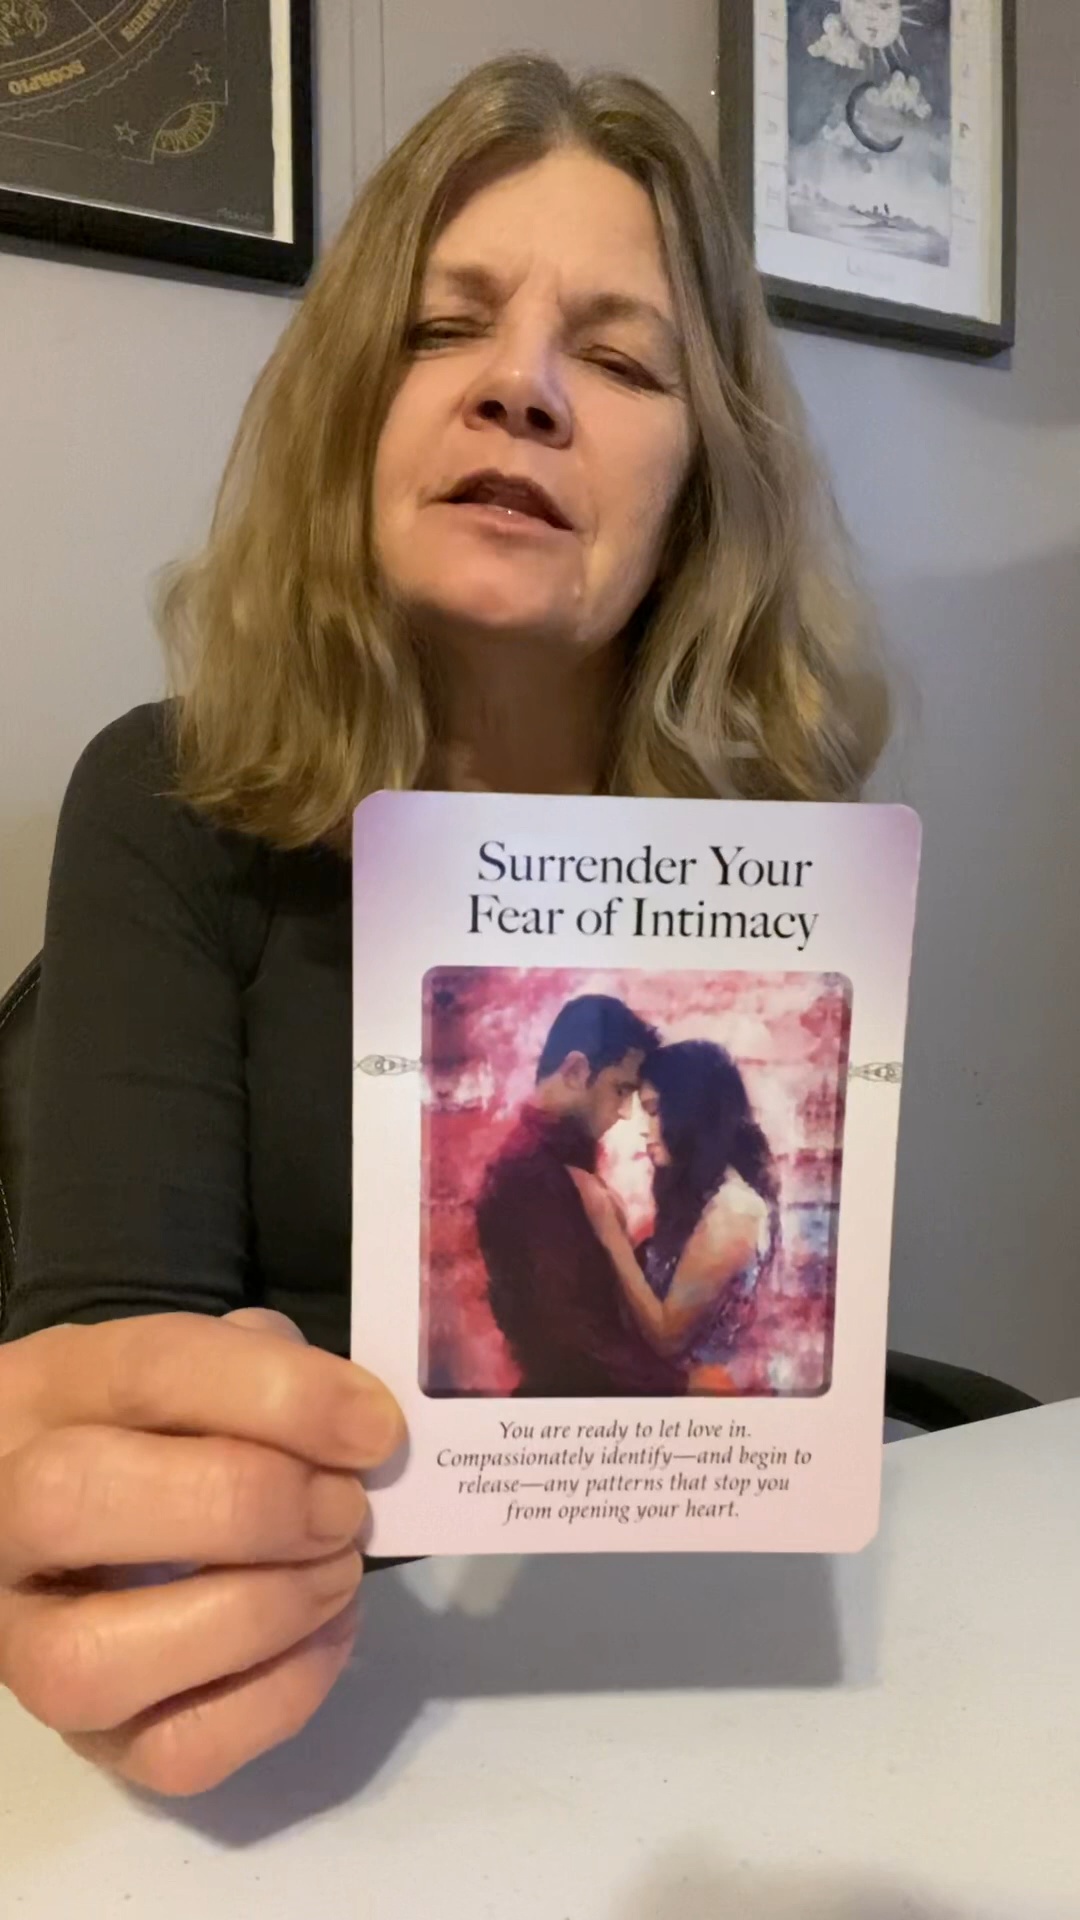 SCORPIO
Surrender Your
Fear of Intimacy
You are ready to let love in.
Compassionately identify—and begin to
release—any patterns that stop you
from opening your heart.